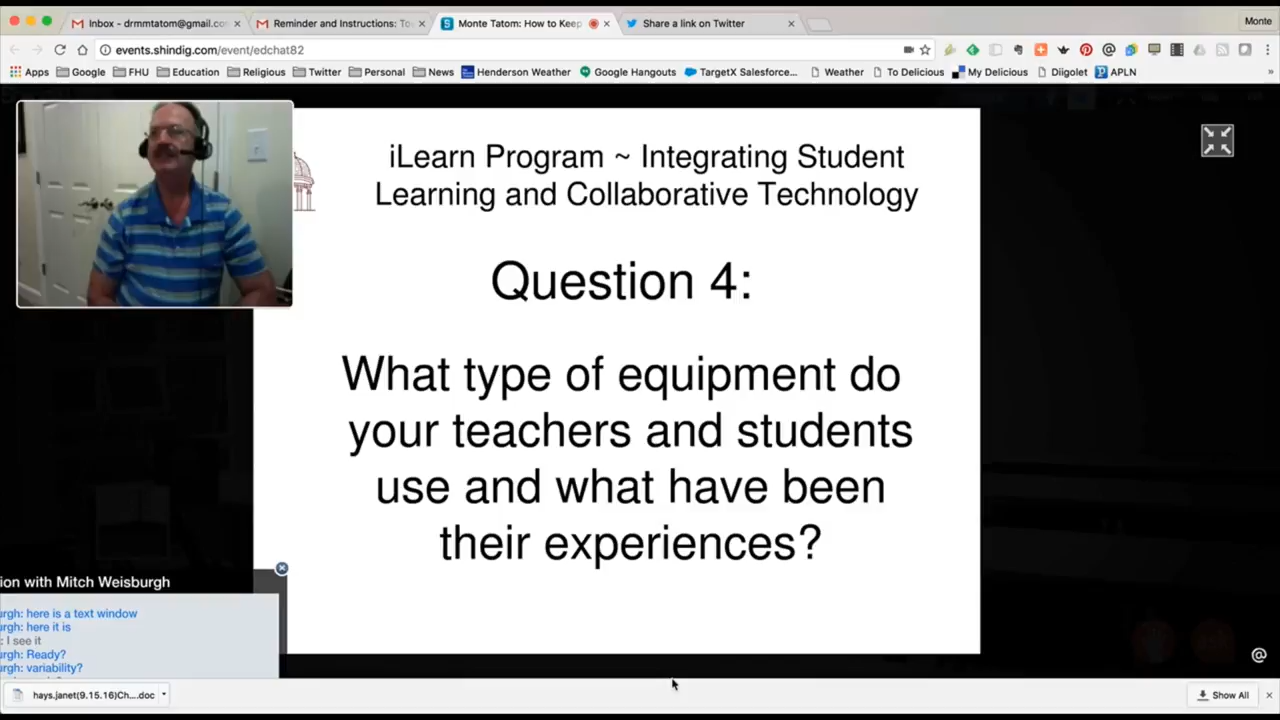 Inbox - drmmtatom@gmail.co
Reminder and Instructions: To
Monte Tatom: How to Keep
Share a link on Twitter
Monte
events.shindig.com/event/edchat82
Apps
Google
FHU
Education
Religious
Twitter
Personal
News
Henderson Weather
Google Hangouts
TargetX Salesforce...
Weather
To Delicious
My Delicious
Diigolet
APLN
»
iLearn Program ~ Integrating Student
Learning and Collaborative Technology
Question 4:
What type of equipment do
your teachers and students
use and what have been
their experiences?
ion with Mitch Weisburgh
urgh: here is a text window
urgh: here it is
: I see it
urgh: Ready?
urgh: variability?
@
hays.janet(9.15.16)Ch....doc
Show All